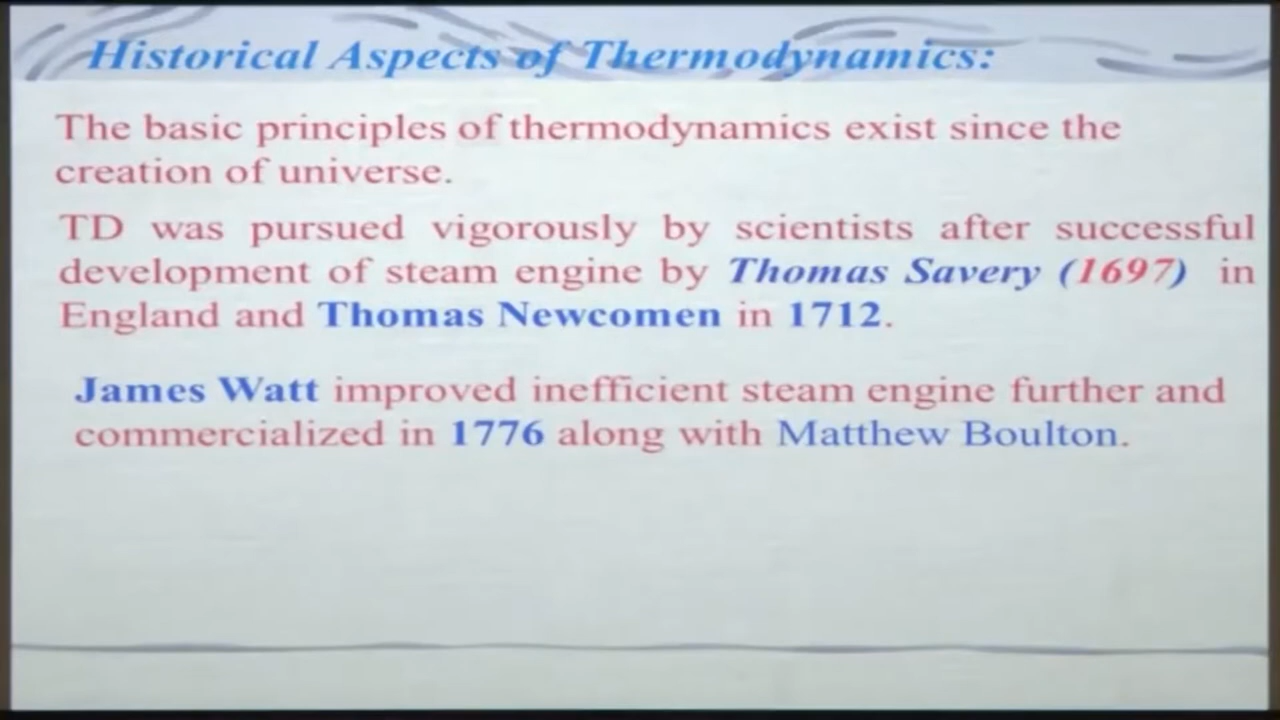 Historical Aspects of Thermodynamics:
The basic principles of thermodynamics exist since the
creation of universe.
TD was pursued vigorously by scientists after successful
development of steam engine by Thomas Savery (1697) in
England and Thomas Newcomen in 1712.
James Watt improved inefficient steam engine further and
commercialized in 1776 along with Matthew Boulton.